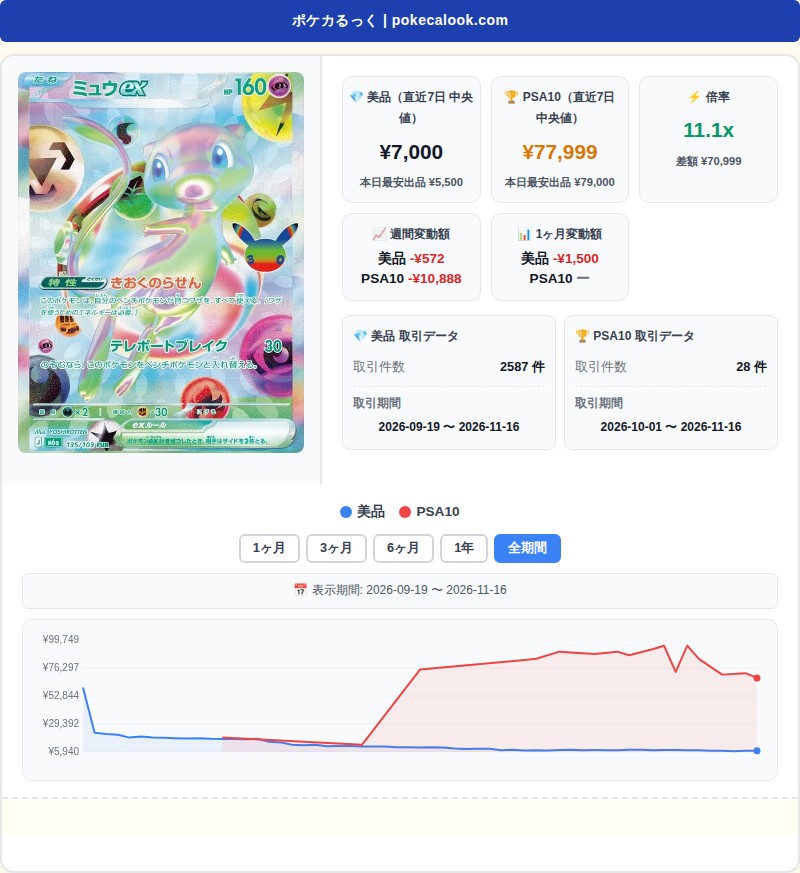 ポケカるっく | pokecalook.com
たね ミュウex HP 160
特性 きおくのらせん
このポケモンは、自分のベンチポケモンが持つワザを、すべて使える。[ワザ
を使うためのエネルギーは必要。]
テレポートブレイク 30
のぞむなら、このポケモンをベンチポケモンと入れ替える。
×2 30
exルール
ポケモンexがきぜつしたとき、相手はサイドを2枚とる。
135/103
💎 美品（直近7日 中央
値）
¥7,000
本日最安出品 ¥5,500
🏆 PSA10（直近7日
中央値）
¥77,999
本日最安出品 ¥79,000
⚡ 倍率
11.1x
差額 ¥70,999
📈 週間変動額
美品 -¥572
PSA10 -¥10,888
📊 1ヶ月変動額
美品 -¥1,500
PSA10 ー
💎 美品 取引データ
取引件数 2587 件
取引期間
2026-09-19 〜 2026-11-16
🏆 PSA10 取引データ
取引件数 28 件
取引期間
2026-10-01 〜 2026-11-16
美品 PSA10
1ヶ月 3ヶ月 6ヶ月 1年 全期間
📅 表示期間: 2026-09-19 〜 2026-11-16
¥99,749
¥76,297
¥52,844
¥29,392
¥5,940